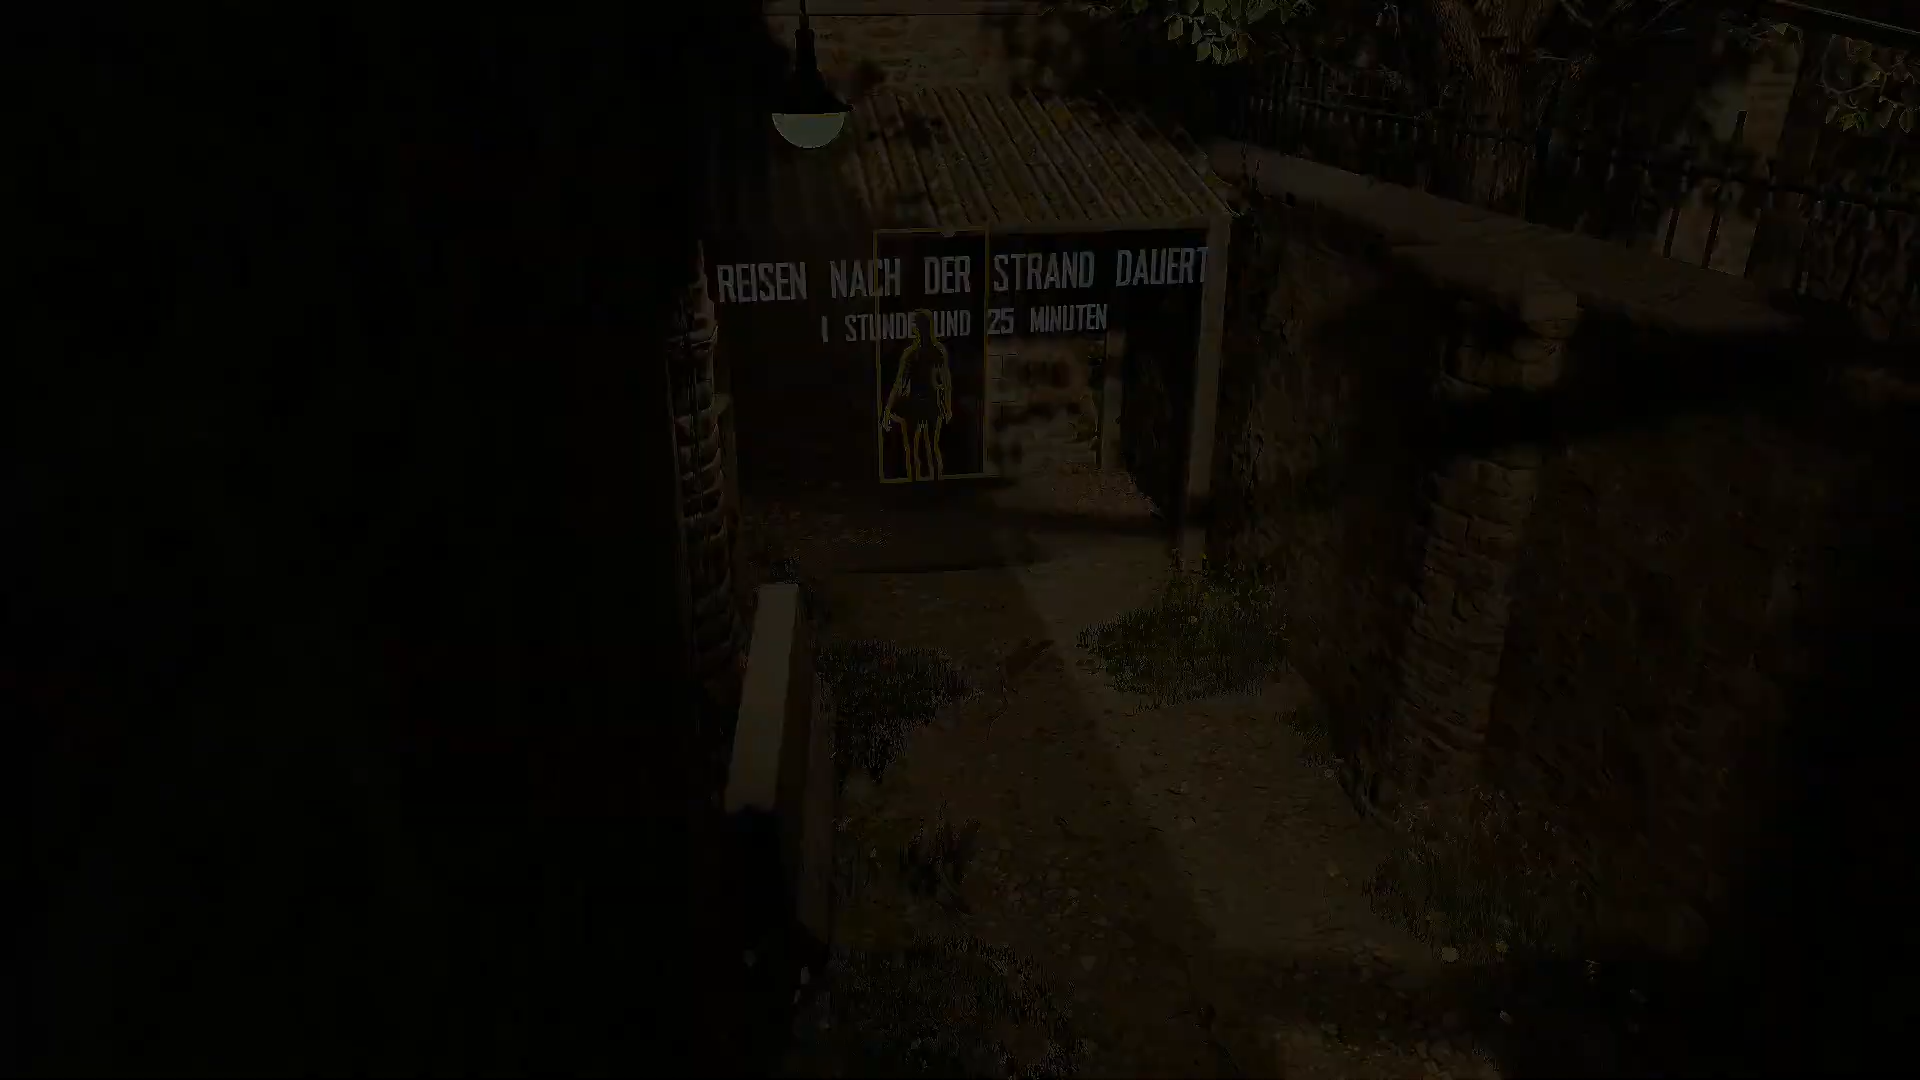 REISEN NACH DER STRAND DAUERT
1 STUNDE UND 25 MINUTEN